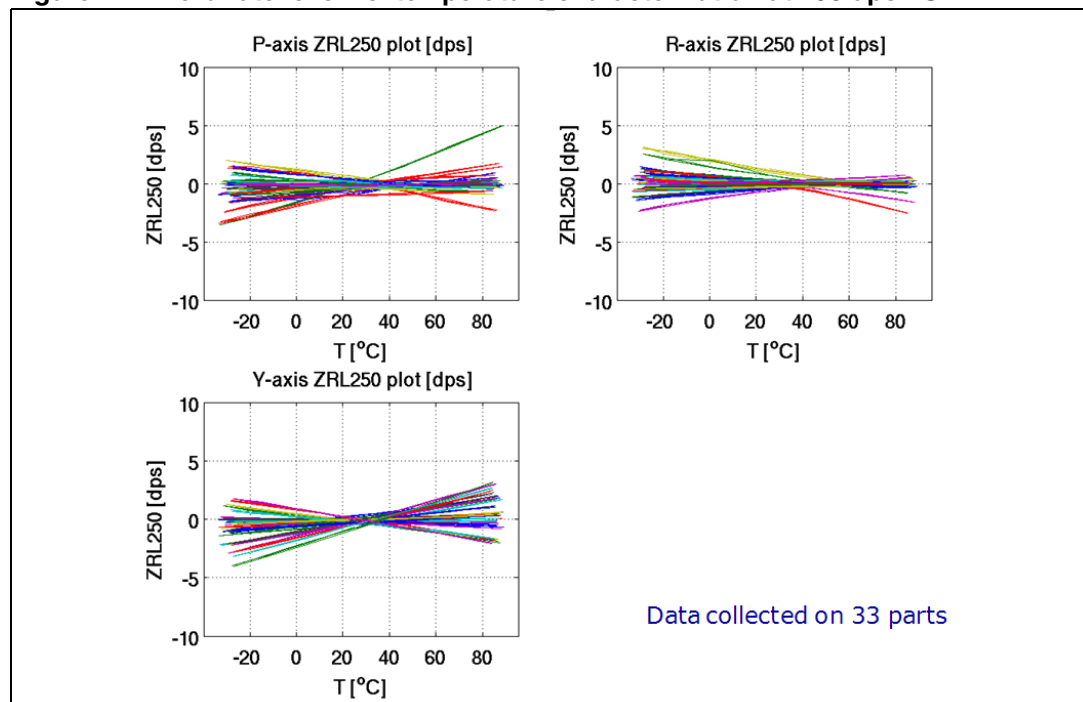 P-axis ZRL250 plot [dps]
10
5
0
-5
-10
ZRL250 [dps]
-20 0 20 40 60 80
T [°C]
R-axis ZRL250 plot [dps]
10
5
0
-5
-10
ZRL250 [dps]
-20 0 20 40 60 80
T [°C]
Y-axis ZRL250 plot [dps]
10
5
0
-5
-10
ZRL250 [dps]
-20 0 20 40 60 80
T [°C]
Data collected on 33 parts